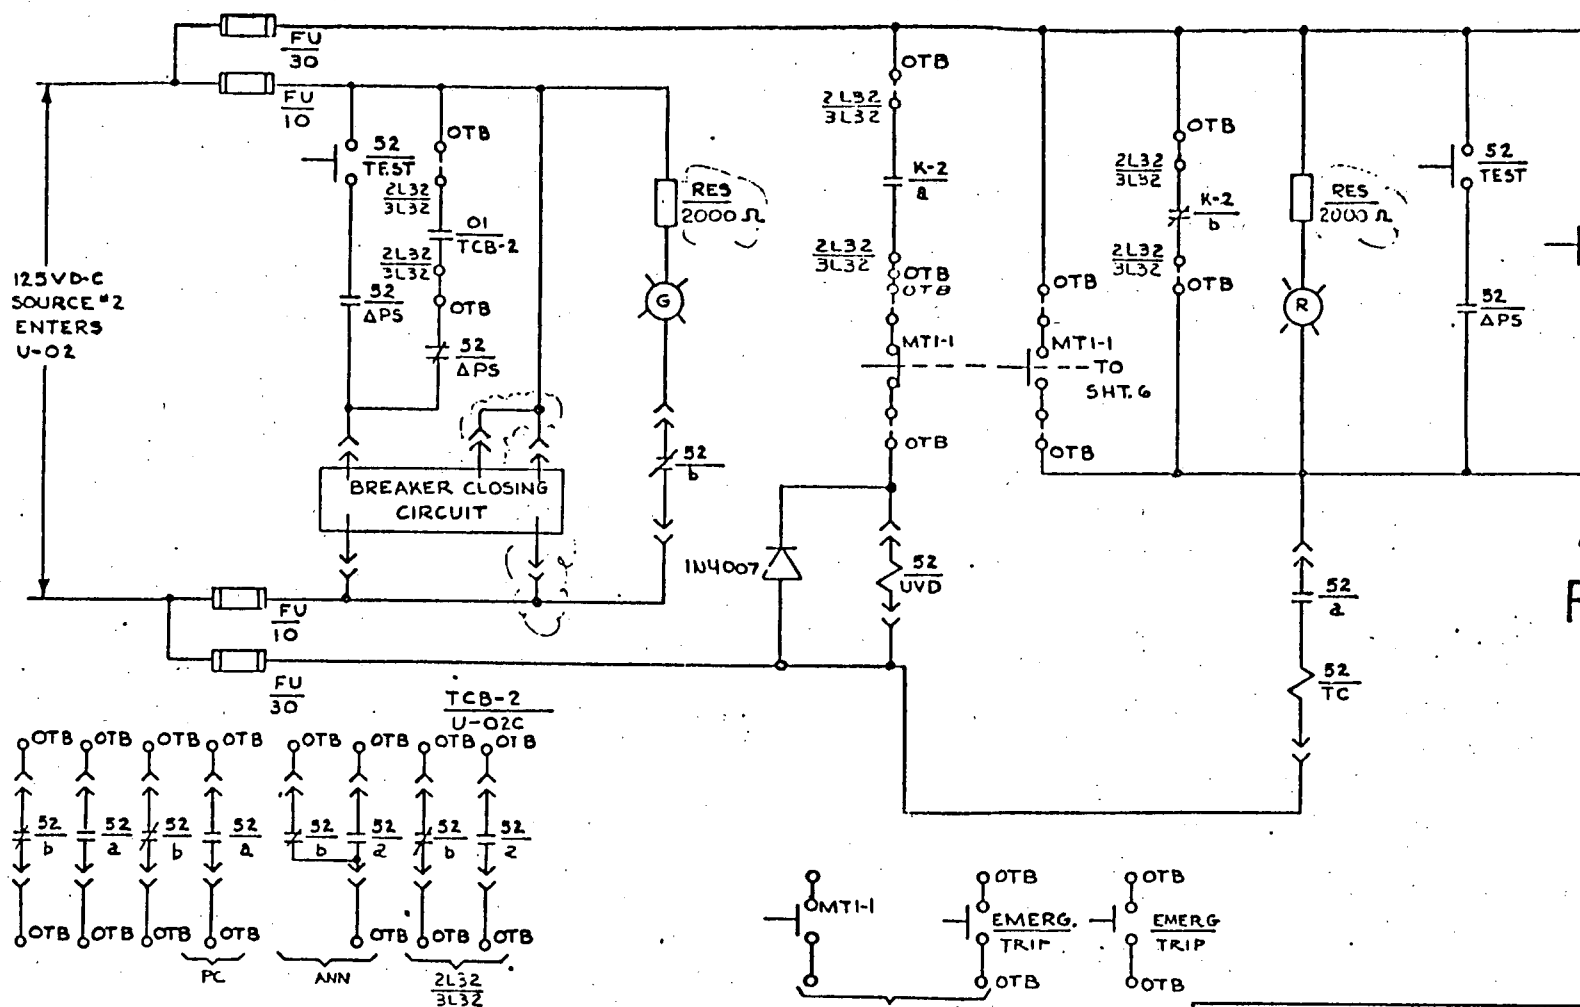 FU
30
FU
10
125VD-C
SOURCE #2
ENTERS
U-02
52
TEST
OTB
2L32
3L32
01
TCB-2
2L32
3L32
OTB
52
ΔPS
52
ΔPS
RES
2000 Ω
G
52
b
BREAKER CLOSING
CIRCUIT
FU
10
FU
30
OTB
2L32
3L32
K-2
a
2L32
3L32
OTB
OTB
MT1-1
OTB
1N4007
52
UVD
OTB
MT1-1
TO
SHT. 6
OTB
OTB
2L32
3L32
K-2
b
2L32
3L32
OTB
RES
2000 Ω
R
52
TEST
52
ΔPS
52
a
52
TC
TCB-2
U-02C
OTB OTB OTB OTB OTB OTB OTB OTB
52
b
52
a
52
b
52
a
52
b
52
a
52
b
52
a
OTB OTB OTB OTB OTB OTB OTB
PC
ANN
2L32
3L32
MT1-1
OTB
EMERG.
TRIP
OTB
OTB
EMERG
TRIP
OTB